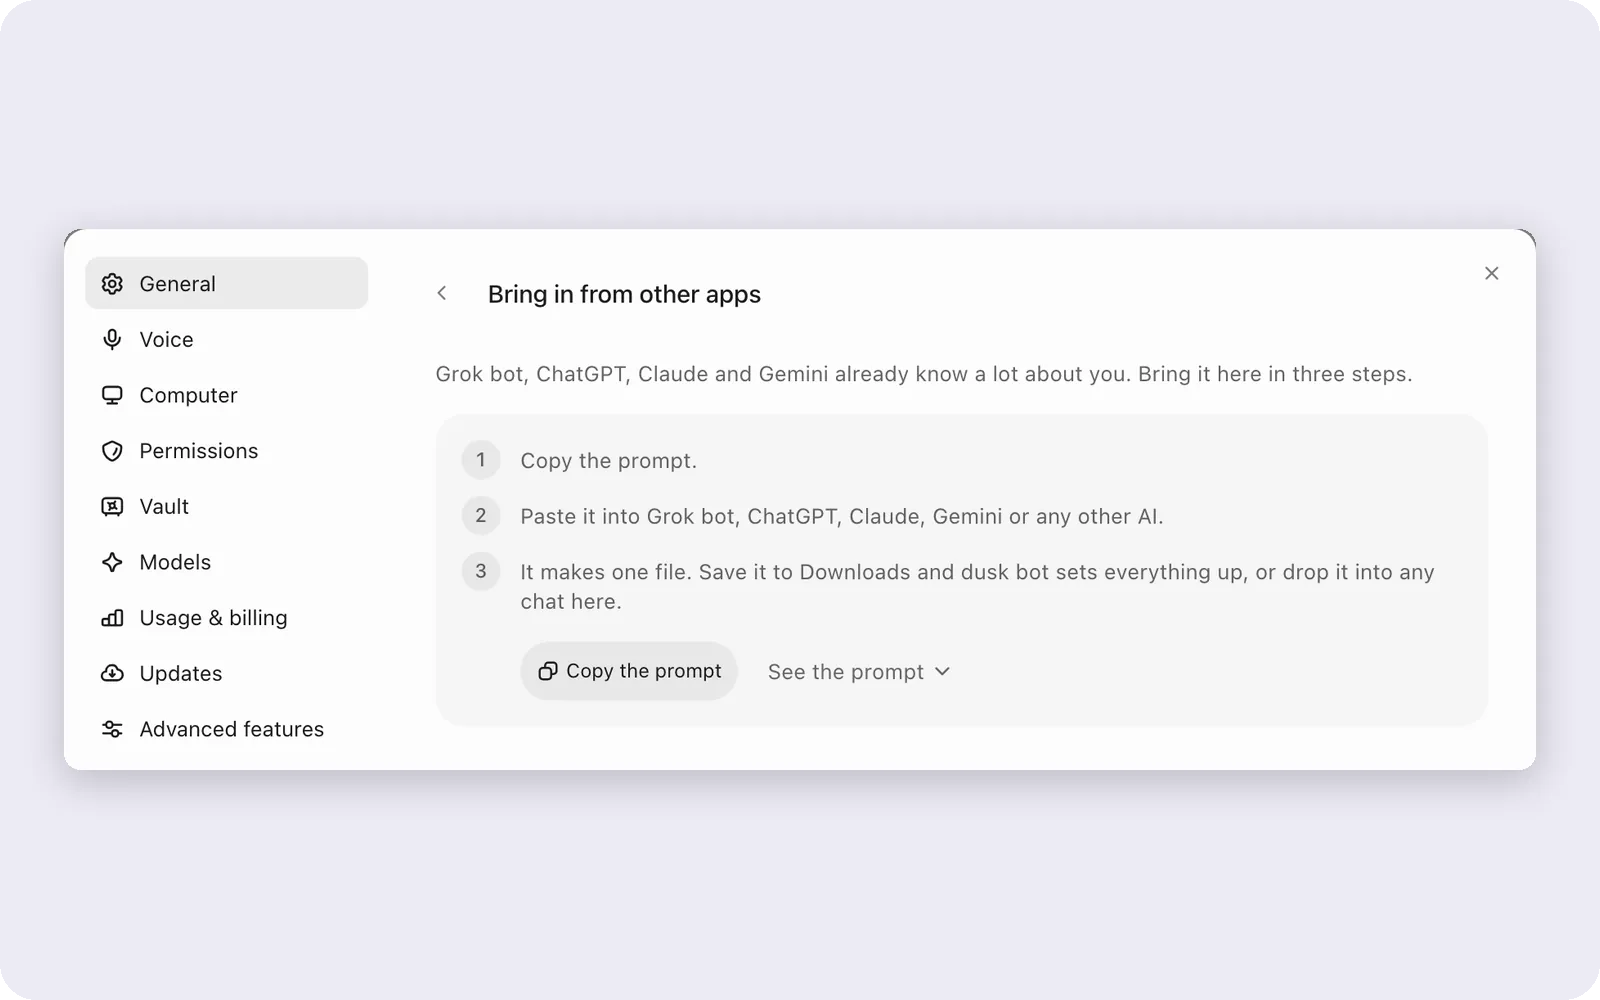 General
Voice
Computer
Permissions
Vault
Models
Usage & billing
Updates
Advanced features
Bring in from other apps
Grok bot, ChatGPT, Claude and Gemini already know a lot about you. Bring it here in three steps.
1 Copy the prompt.
2 Paste it into Grok bot, ChatGPT, Claude, Gemini or any other AI.
3 It makes one file. Save it to Downloads and dusk bot sets everything up, or drop it into any
chat here.
Copy the prompt See the prompt